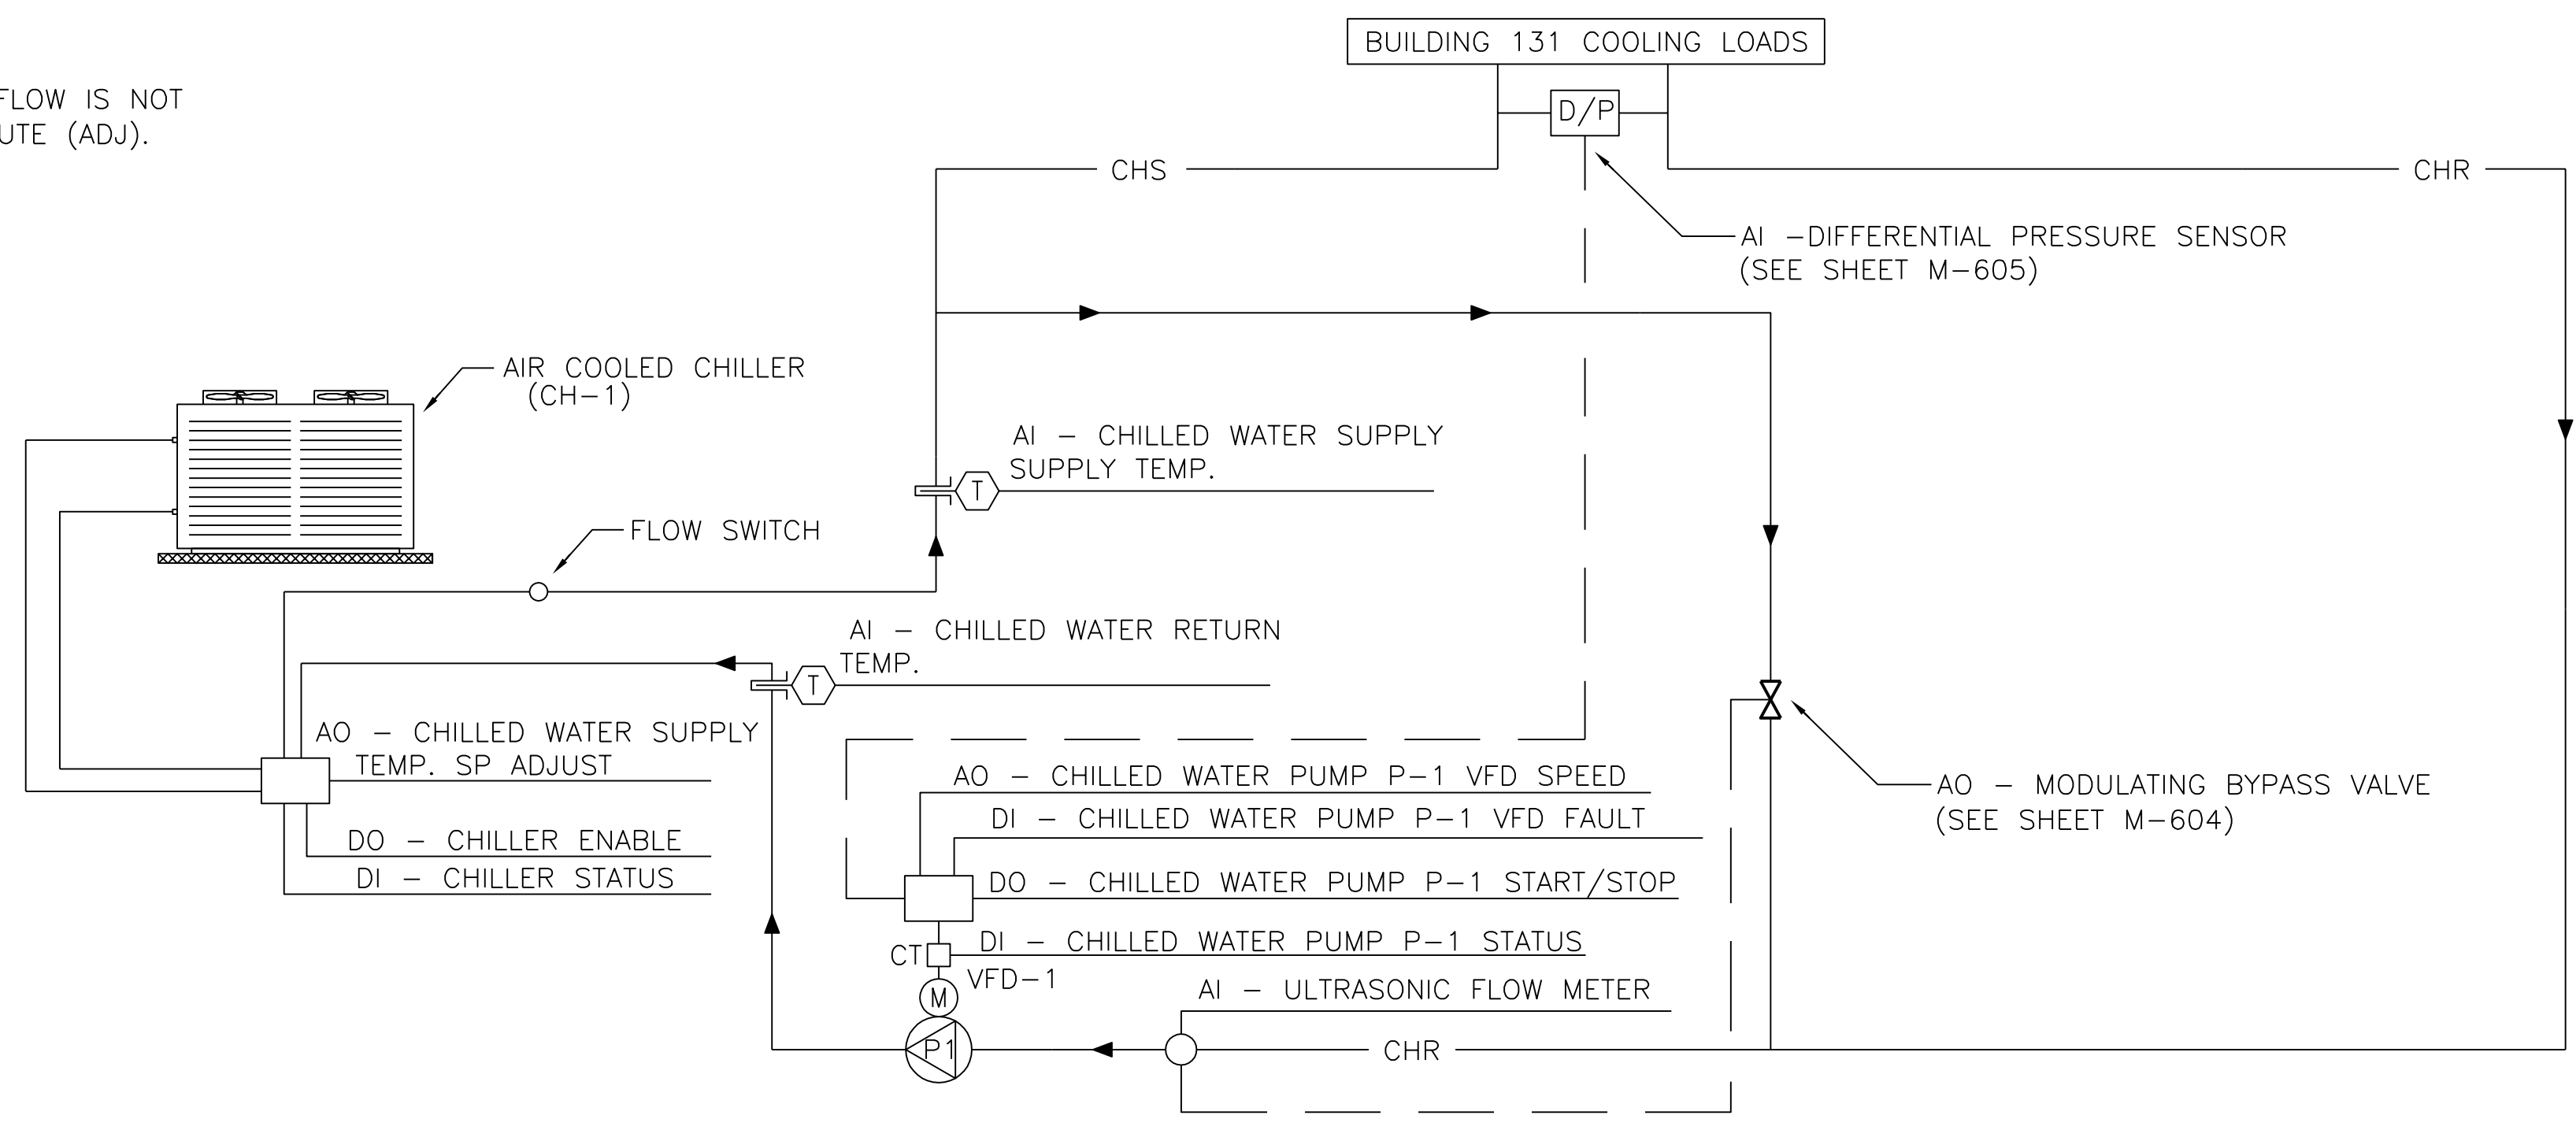 BUILDING 131 COOLING LOADS
FLOW IS NOT
UTE (ADJ).
D/P
CHS
CHR
AI -DIFFERENTIAL PRESSURE SENSOR
(SEE SHEET M-605)
AIR COOLED CHILLER
(CH-1)
AI - CHILLED WATER SUPPLY
SUPPLY TEMP.
T
FLOW SWITCH
AI - CHILLED WATER RETURN
TEMP.
T
AO - CHILLED WATER SUPPLY
TEMP. SP ADJUST
DO - CHILLER ENABLE
DI - CHILLER STATUS
AO - CHILLED WATER PUMP P-1 VFD SPEED
DI - CHILLED WATER PUMP P-1 VFD FAULT
DO - CHILLED WATER PUMP P-1 START/STOP
DI - CHILLED WATER PUMP P-1 STATUS
CT
VFD-1
M
P1
AI - ULTRASONIC FLOW METER
CHR
AO - MODULATING BYPASS VALVE
(SEE SHEET M-604)